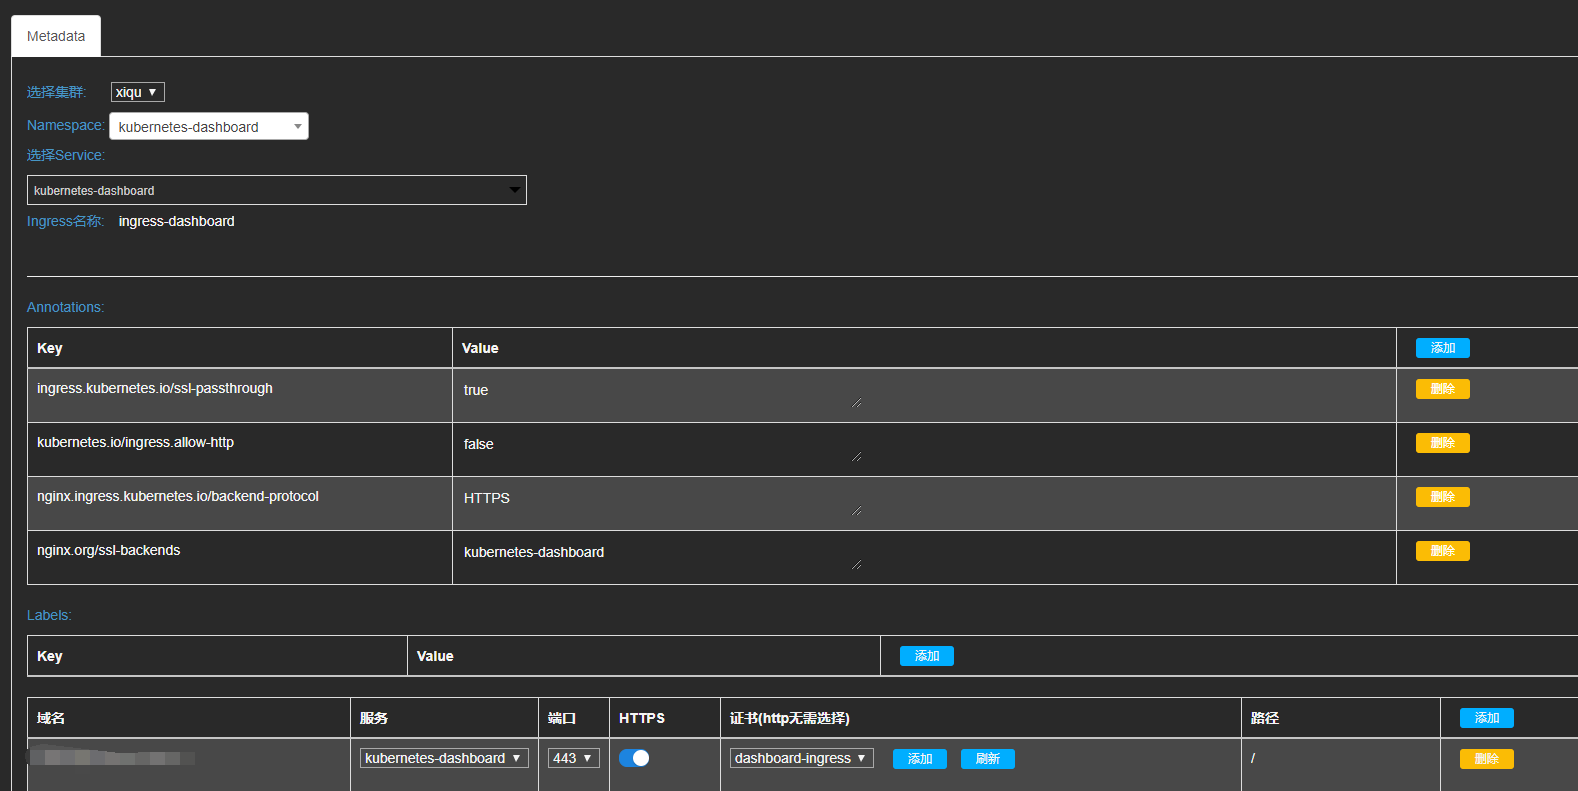 Metadata
选择集群: xiqu
Namespace: kubernetes-dashboard
选择Service:
kubernetes-dashboard
Ingress名称: ingress-dashboard
Annotations:
Key Value 添加
ingress.kubernetes.io/ssl-passthrough true 删除
kubernetes.io/ingress.allow-http false 删除
nginx.ingress.kubernetes.io/backend-protocol HTTPS 删除
nginx.org/ssl-backends kubernetes-dashboard 删除
Labels:
Key Value 添加
域名 服务 端口 HTTPS 证书(http无需选择) 路径 添加
kubernetes-dashboard 443 dashboard-ingress 添加 刷新 / 删除